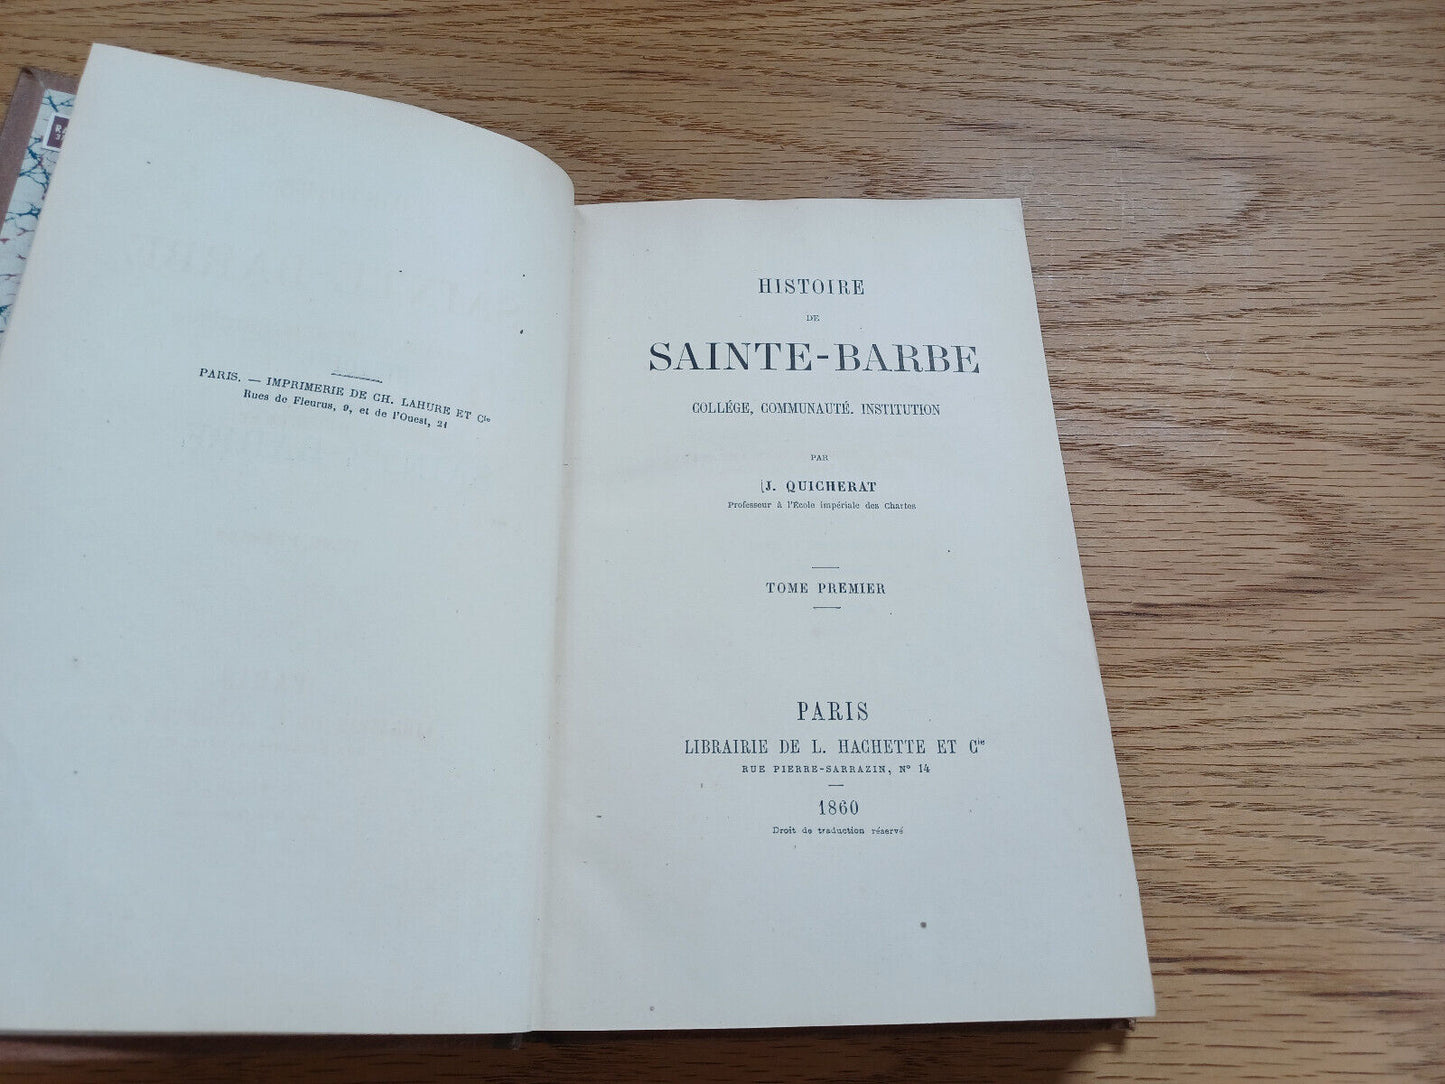 PARIS. — IMPRIMERIE DE CH. LAHURE ET Cie
Rues de Fleurus, 9, et de l'Ouest, 21
HISTOIRE
DE
SAINTE-BARBE
COLLÉGE, COMMUNAUTÉ. INSTITUTION
PAR
J. QUICHERAT
Professeur à l'École impériale des Chartes
TOME PREMIER
PARIS
LIBRAIRIE DE L. HACHETTE ET Cie
RUE PIERRE-SARRAZIN, N° 14
1860
Droit de traduction réservé